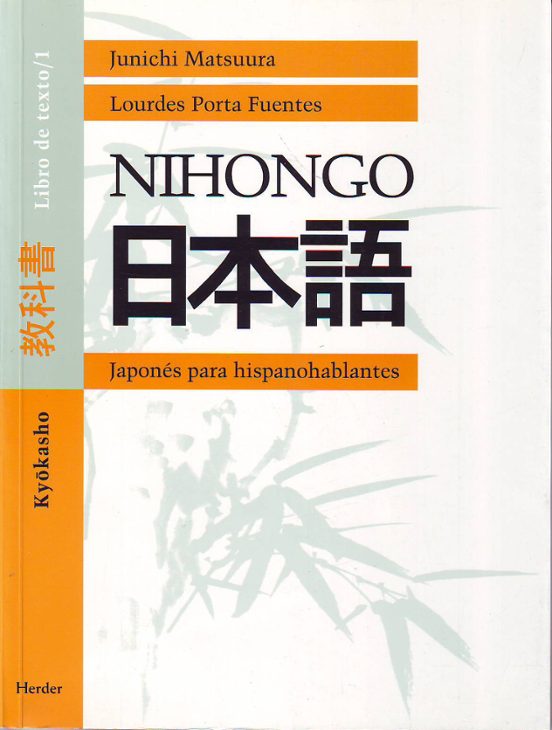 Junichi Matsuura
Lourdes Porta Fuentes
NIHONGO
日本語
Japonés para hispanohablantes
Libro de texto/1
教科書
Kyōkasho
Herder